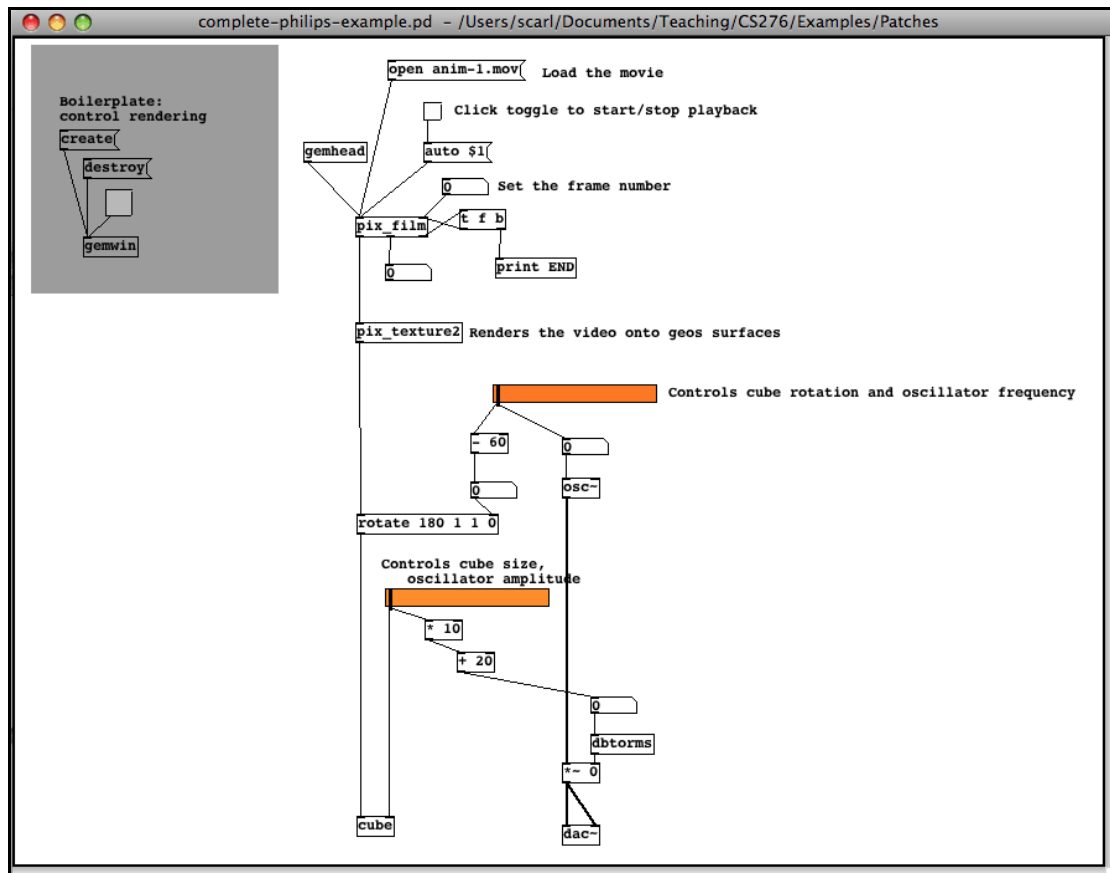 complete-philips-example.pd - /Users/scarl/Documents/Teaching/CS276/Examples/Patches
open anim-1.mov
Load the movie
Boilerplate:
control rendering
Click toggle to start/stop playback
create
gemhead
auto $1
destroy
0
Set the frame number
pix_film
t f b
gemwin
0
print END
pix_texture2
Renders the video onto geos surfaces
Controls cube rotation and oscillator frequency
- 60
0
0
osc~
rotate 180 1 1 0
Controls cube size,
oscillator amplitude
* 10
+ 20
0
dbtorms
*~ 0
cube
dac~